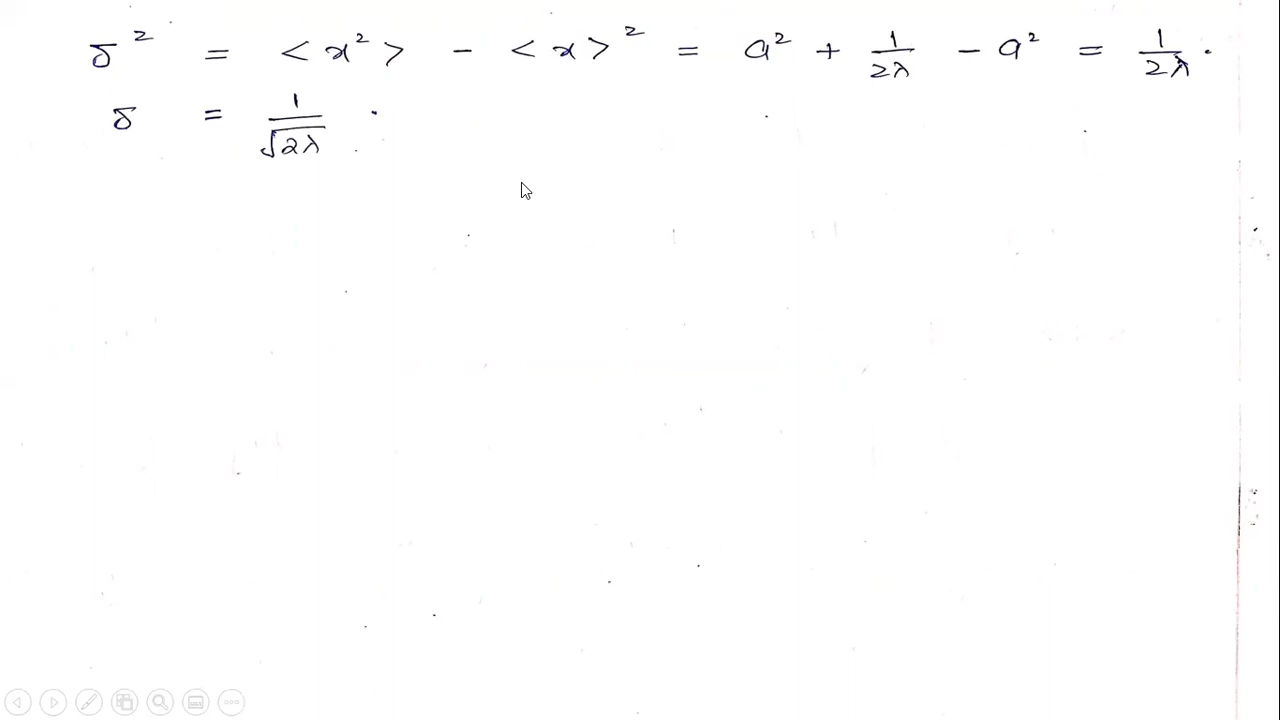 σ² = <x²> - <x>² = a² + 1/2λ - a² = 1/2λ.
σ = 1/√2λ.